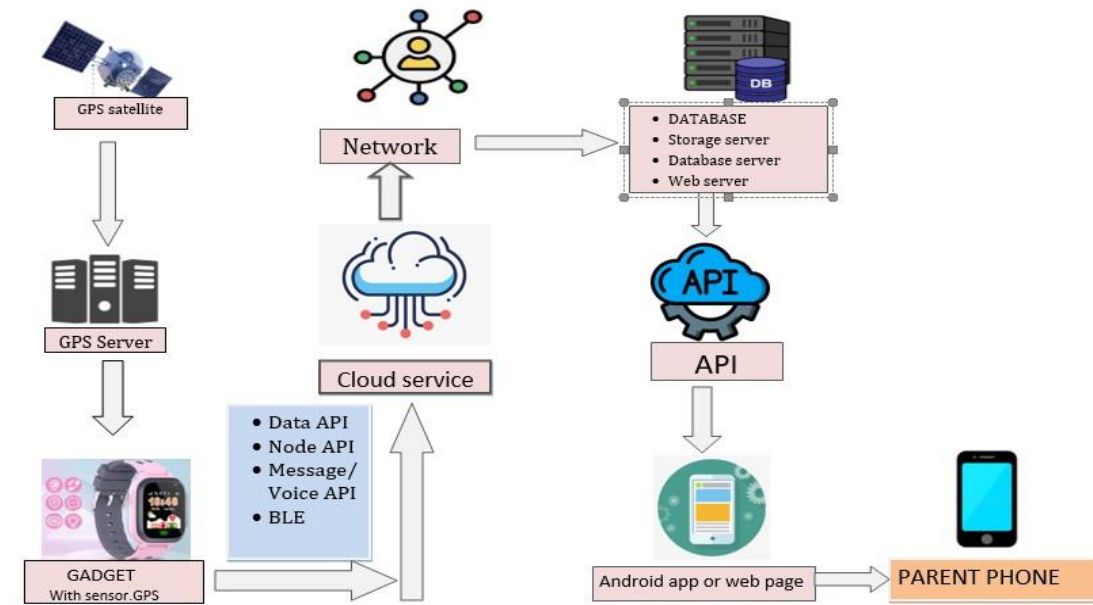 GPS satellite
GPS Server
GADGET
With sensor.GPS
• Data API
• Node API
• Message/
Voice API
• BLE
Cloud service
Network
DB
• DATABASE
• Storage server
• Database server
• Web server
API
API
Android app or web page
PARENT PHONE